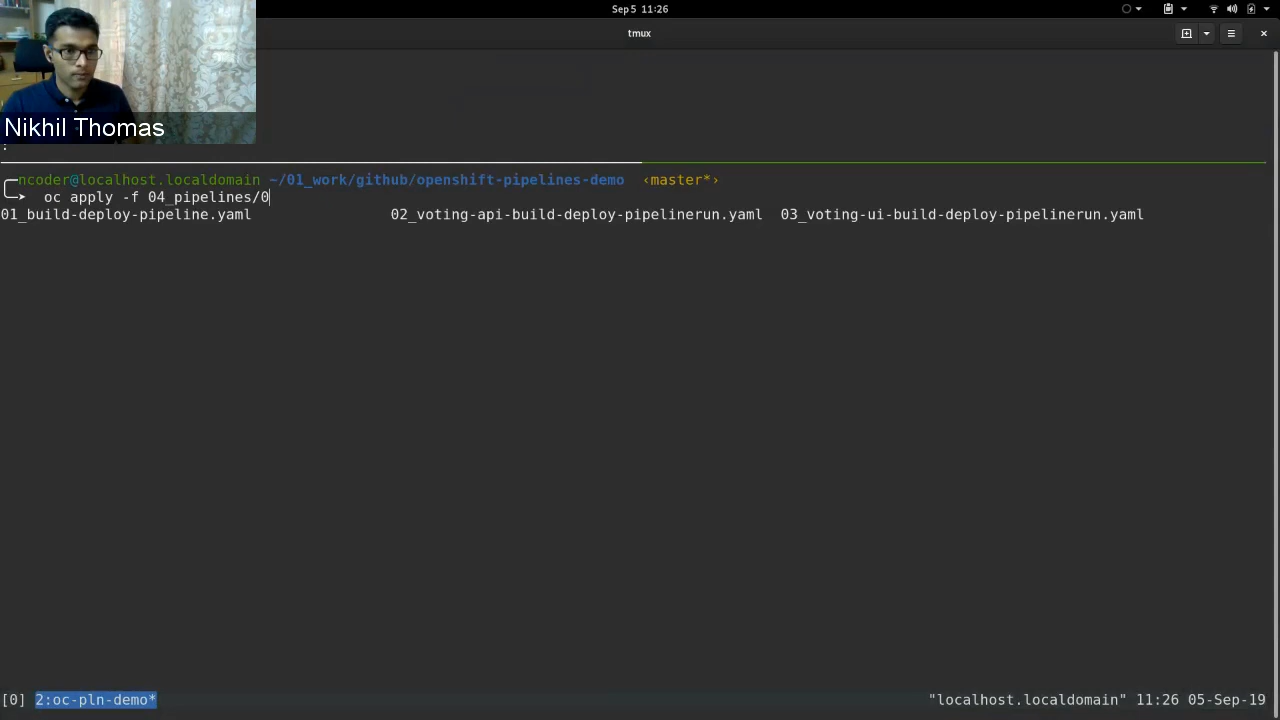 Sep 5 11:26
tmux
Nikhil Thomas
:
ncoder@localhost.localdomain ~/01_work/github/openshift-pipelines-demo ‹master*›
oc apply -f 04_pipelines/0
01_build-deploy-pipeline.yaml 02_voting-api-build-deploy-pipelinerun.yaml 03_voting-ui-build-deploy-pipelinerun.yaml
[0] 2:oc-pln-demo* "localhost.localdomain" 11:26 05-Sep-19